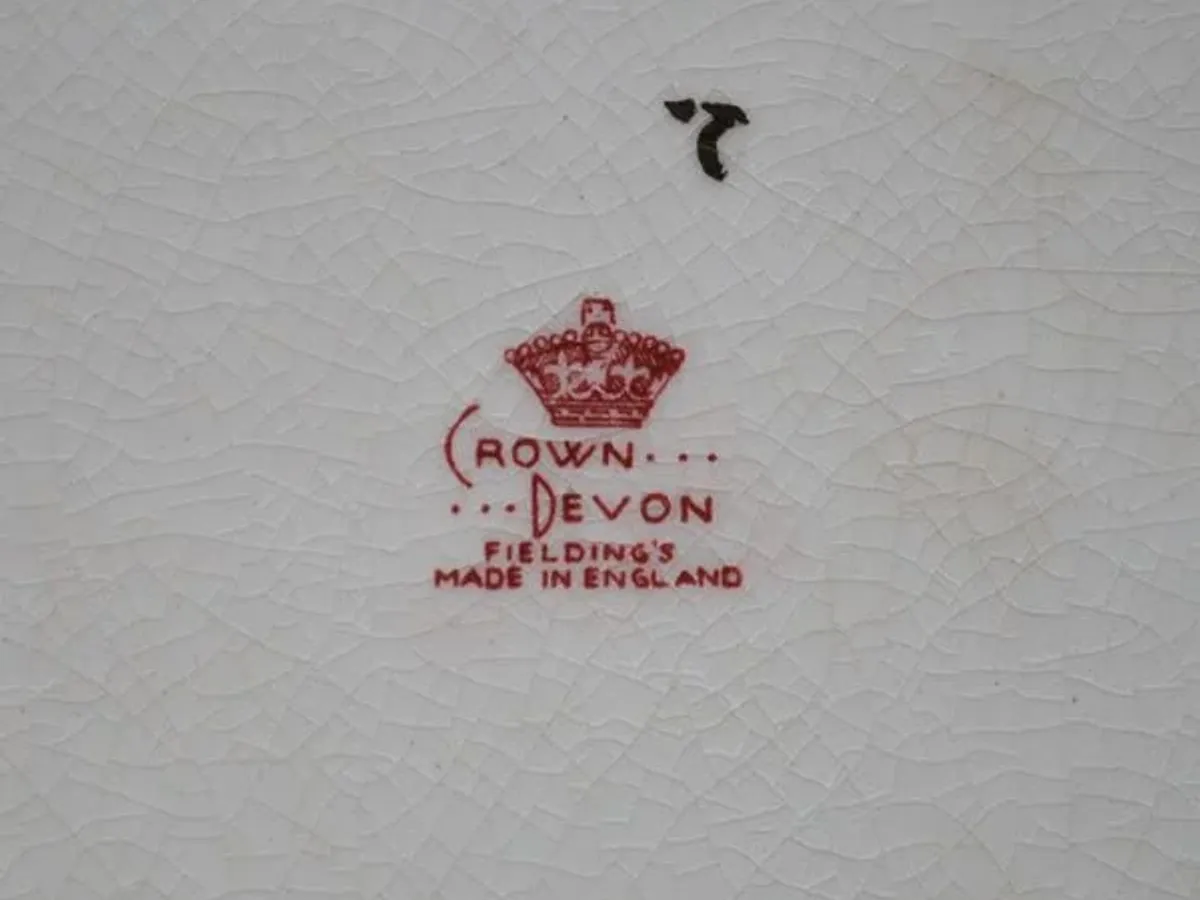 CROWN...
...DEVON
FIELDING'S
MADE IN ENGLAND